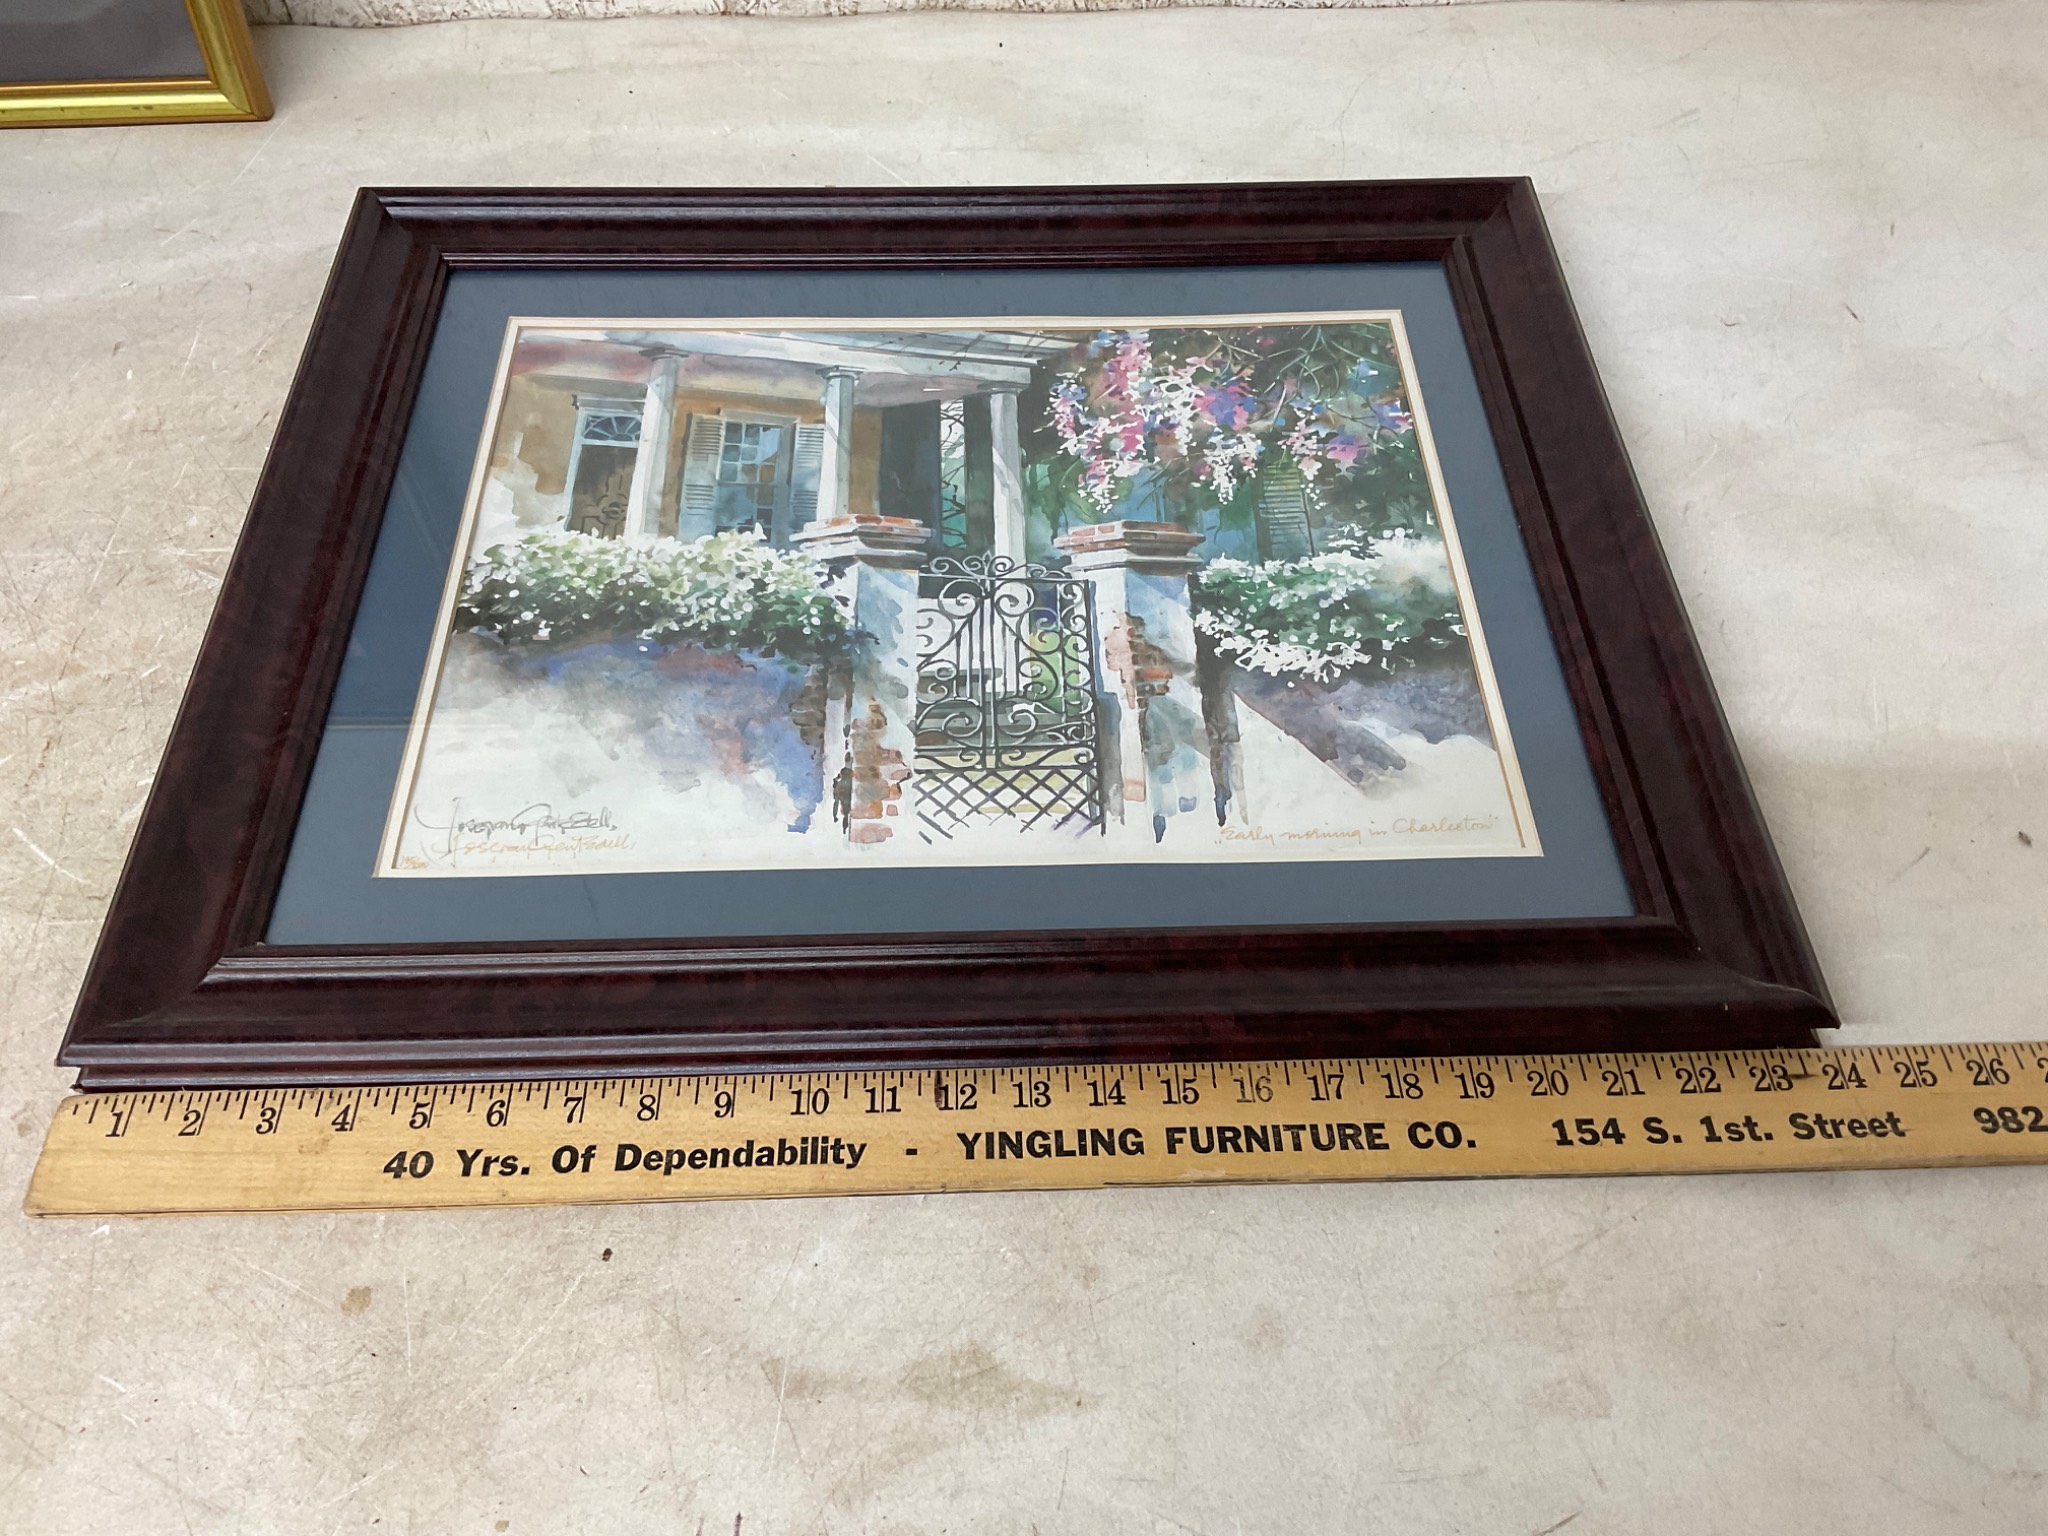 "Early morning in Charleston"
1 2 3 4 5 6 7 8 9 10 11 12 13 14 15 16 17 18 19 20 21 22 23 24 25 26 2
40 Yrs. Of Dependability - YINGLING FURNITURE CO. 154 S. 1st. Street 982